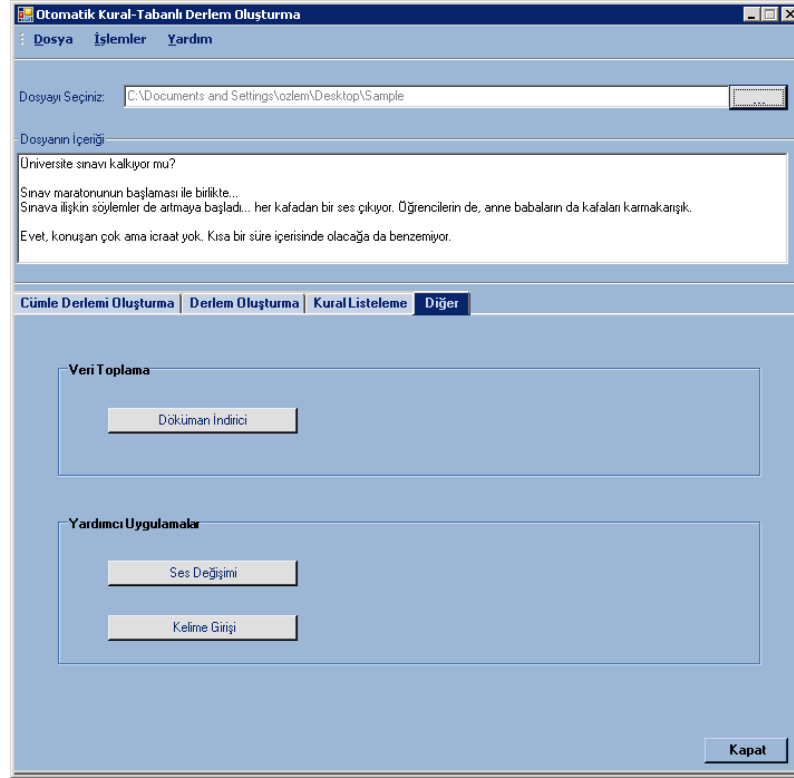 Otomatik Kural-Tabanlı Derlem Oluşturma
Dosya İşlemler Yardım
Dosyayı Seçiniz: C:\Documents and Settings\ozlem\Desktop\Sample ...
Dosyanın İçeriği
Üniversite sınavı kalkıyor mu?
Sınav maratonunun başlaması ile birlikte...
Sınava ilişkin söylemler de artmaya başladı... her kafadan bir ses çıkıyor. Öğrencilerin de, anne babaların da kafaları karmakarışık.
Evet, konuşan çok ama icraat yok. Kısa bir süre içerisinde olacağa da benzemiyor.
Cümle Derlemi Oluşturma Derlem Oluşturma Kural Listeleme Diğer
Veri Toplama
Döküman İndirici
Yardımcı Uygulamalar
Ses Değişimi
Kelime Girişi
Kapat